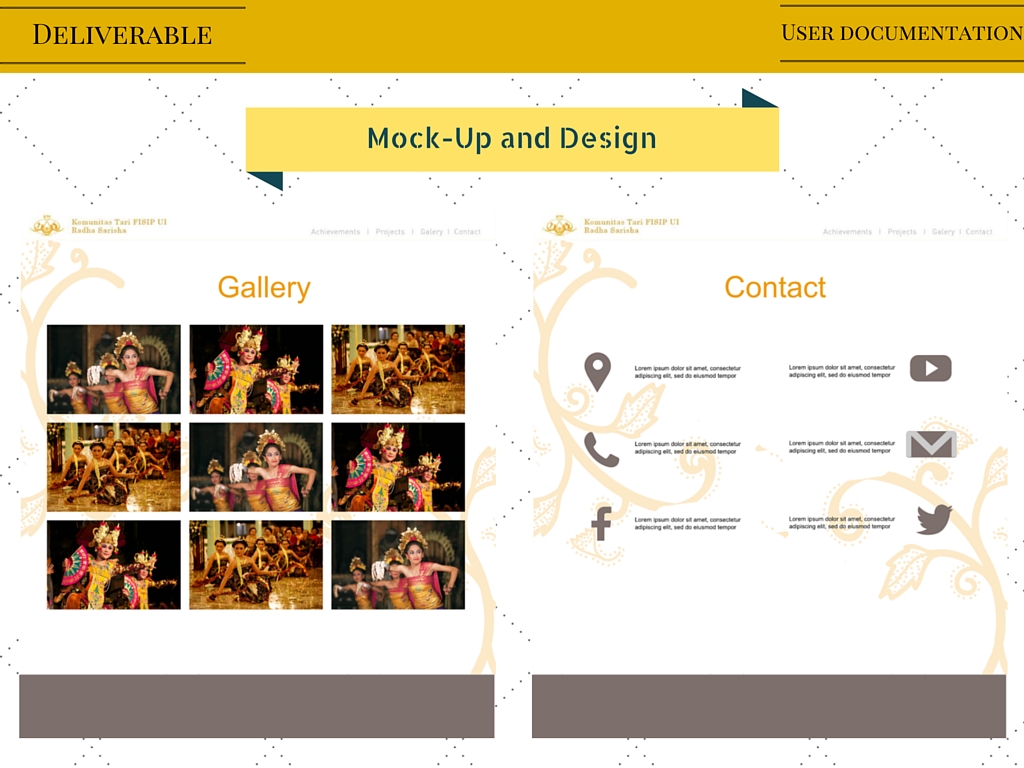 Deliverable
User documentation
Mock-Up and Design
Komunitas Tari FISIP UI
Radha Sarisha
Achievements | Projects | Galery | Contact
Gallery
Komunitas Tari FISIP UI
Radha Sarisha
Achievements | Projects | Galery | Contact
Contact
Lorem ipsum dolor sit amet, consectetur
adipiscing elit, sed do eiusmod tempor
Lorem ipsum dolor sit amet, consectetur
adipiscing elit, sed do eiusmod tempor
Lorem ipsum dolor sit amet, consectetur
adipiscing elit, sed do eiusmod tempor
Lorem ipsum dolor sit amet, consectetur
adipiscing elit, sed do eiusmod tempor
Lorem ipsum dolor sit amet, consectetur
adipiscing elit, sed do eiusmod tempor
Lorem ipsum dolor sit amet, consectetur
adipiscing elit, sed do eiusmod tempor